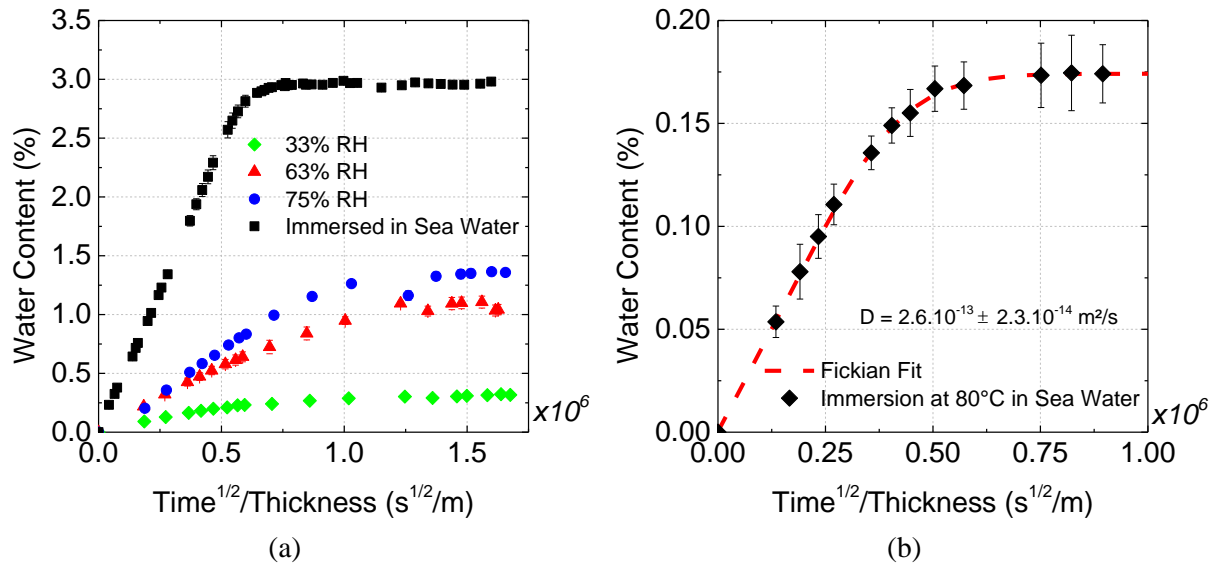 3.5
3.0
2.5
2.0
1.5
1.0
0.5
0.0
Water Content (%)
33% RH
63% RH
75% RH
Immersed in Sea Water
0.0 0.5 1.0 1.5
x10⁶
Time^1/2/Thickness (s^1/2/m)
(a)
0.20
0.15
0.10
0.05
0.00
Water Content (%)
D = 2.6.10⁻¹³ ± 2.3.10⁻¹⁴ m²/s
Fickian Fit
Immersion at 80°C in Sea Water
0.00 0.25 0.50 0.75 1.00
x10⁶
Time^1/2/Thickness (s^1/2/m)
(b)